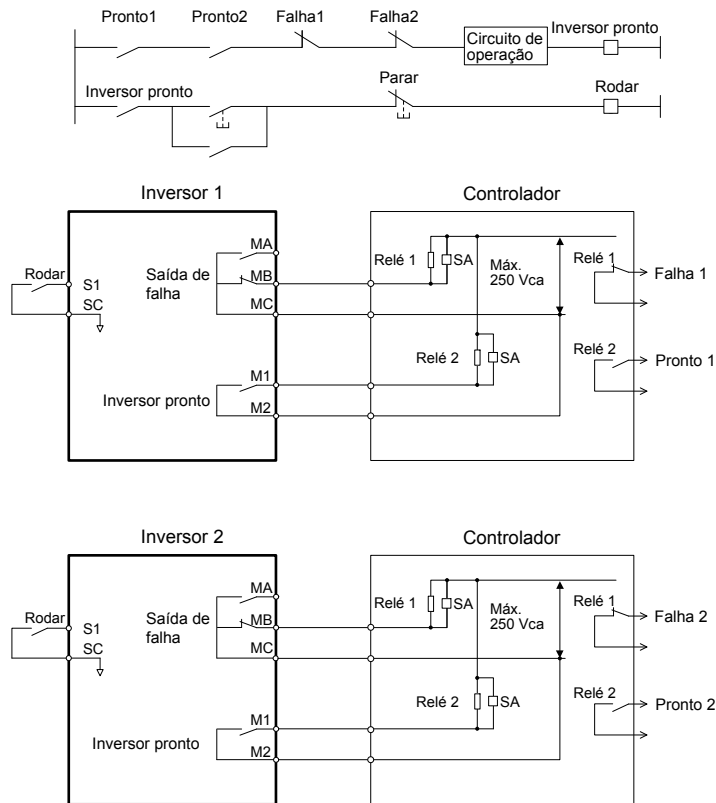 Pronto1 Pronto2 Falha1 Falha2
Circuito de
operação
Inversor pronto
Inversor pronto
Parar
Rodar
Inversor 1
Controlador
Rodar
S1
SC
Saída de
falha
MA
MB
MC
Inversor pronto
M1
M2
Relé 1
SA
Máx.
250 Vca
Relé 2
SA
Relé 1
Falha 1
Relé 2
Pronto 1
Inversor 2
Controlador
Rodar
S1
SC
Saída de
falha
MA
MB
MC
Inversor pronto
M1
M2
Relé 1
SA
Máx.
250 Vca
Relé 2
SA
Relé 1
Falha 2
Relé 2
Pronto 2